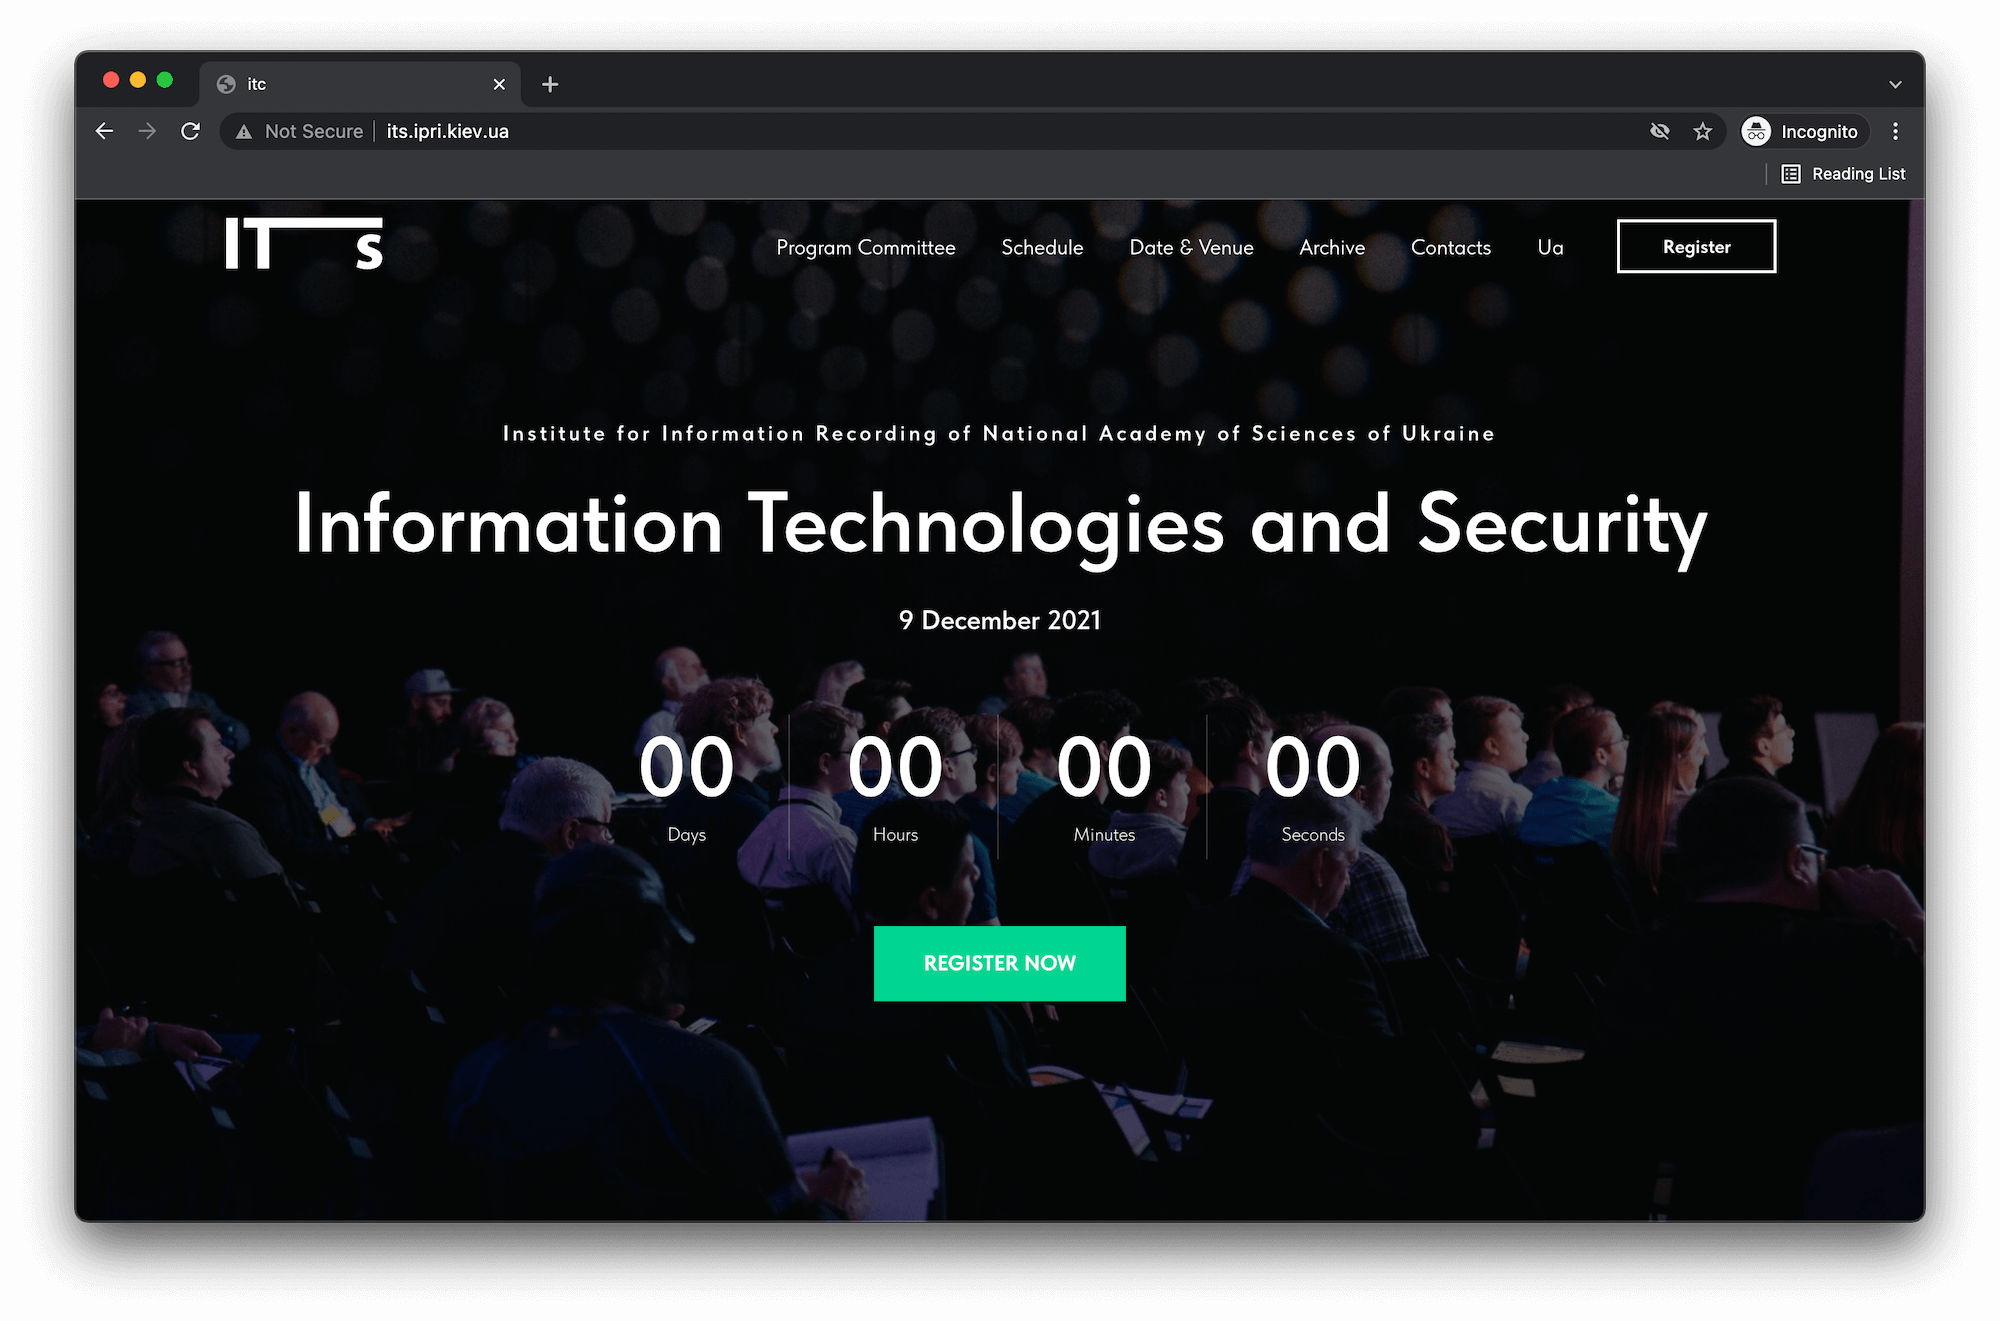 itc
Not Secure its.ipri.kiev.ua
Incognito
Reading List
ITs
Program Committee Schedule Date & Venue Archive Contacts Ua Register
Institute for Information Recording of National Academy of Sciences of Ukraine
Information Technologies and Security
9 December 2021
00 00 00 00
Days Hours Minutes Seconds
REGISTER NOW